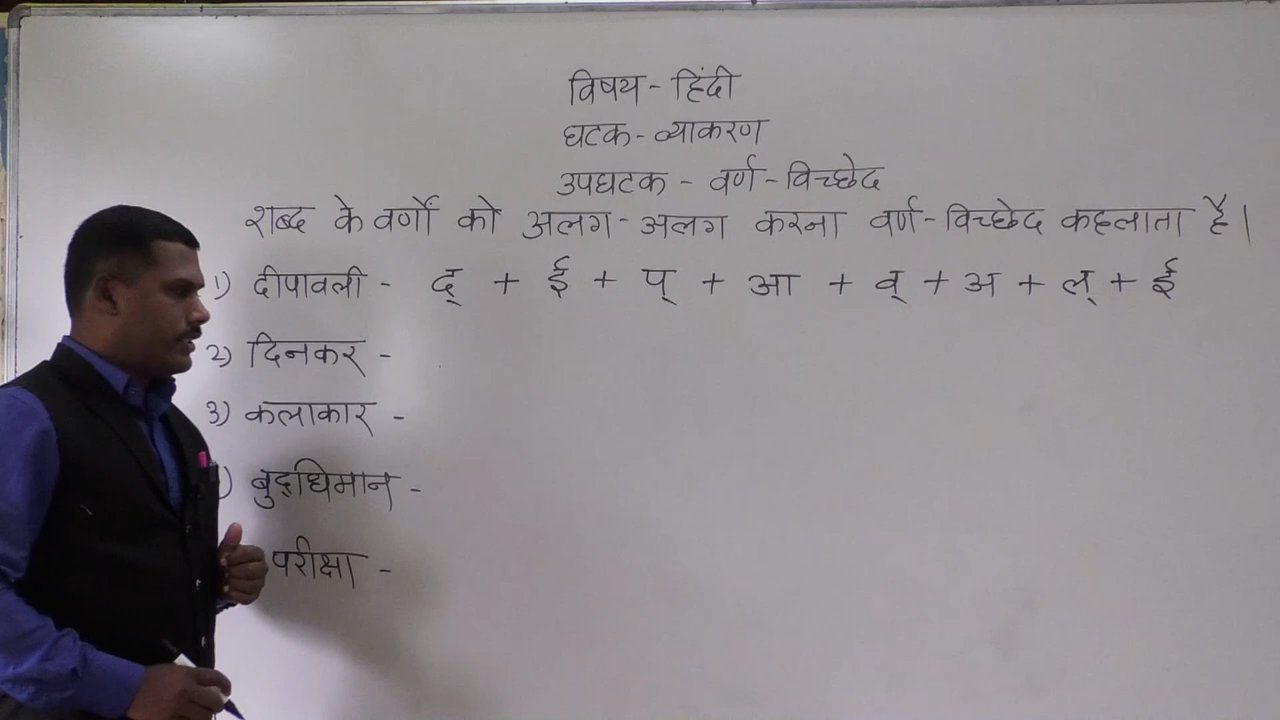 विषय - हिंदी
घटक - व्याकरण
उपघटक - वर्ण - विच्छेद
शब्द के वर्णों को अलग - अलग करना वर्ण - विच्छेद कहलाता है।
1) दीपावली - द् + ई + प् + आ + व् + अ + ल् + ई
2) दिनकर -
3) कलाकार -
) बुद्‌धिमान -
परीक्षा -